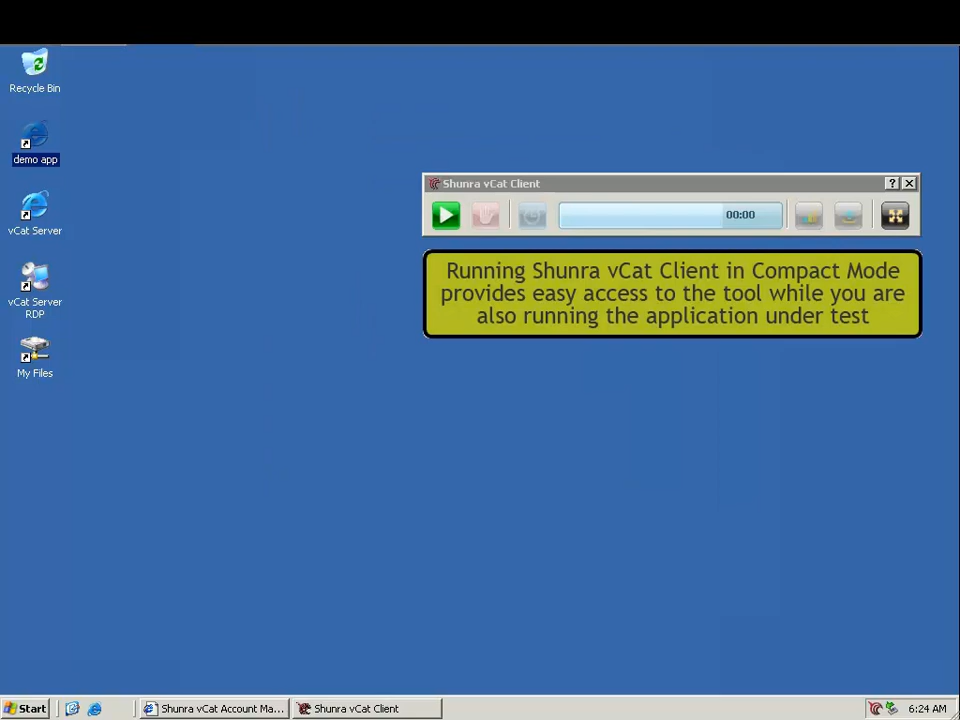 Recycle Bin
demo app
vCat Server
vCat Server
RDP
My Files
Shunra vCat Client
00:00
Running Shunra vCat Client in Compact Mode
provides easy access to the tool while you are
also running the application under test
Start
Shunra vCat Account Ma...
Shunra vCat Client
6:24 AM